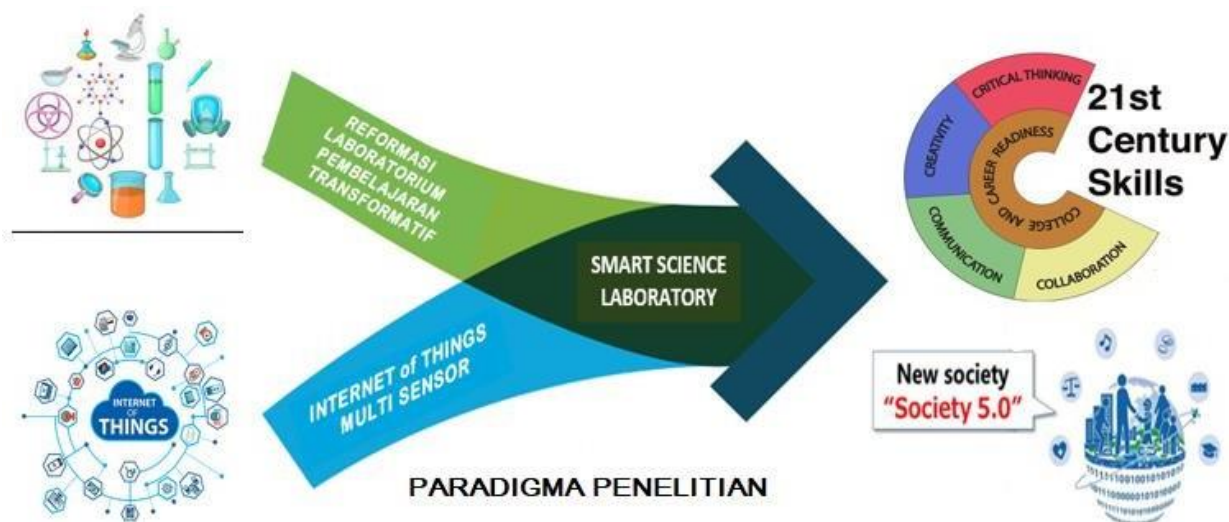 REFORMASI
LABORATORIUM
PEMBELAJARAN
TRANSFORMATIF
INTERNET of THINGS
MULTI SENSOR
SMART SCIENCE
LABORATORY
INTERNET
OF
THINGS
PARADIGMA PENELITIAN
CRITICAL THINKING
CREATIVITY
COMMUNICATION
COLLABORATION
COLLEGE AND CAREER READINESS
21st
Century
Skills
New society
"Society 5.0"